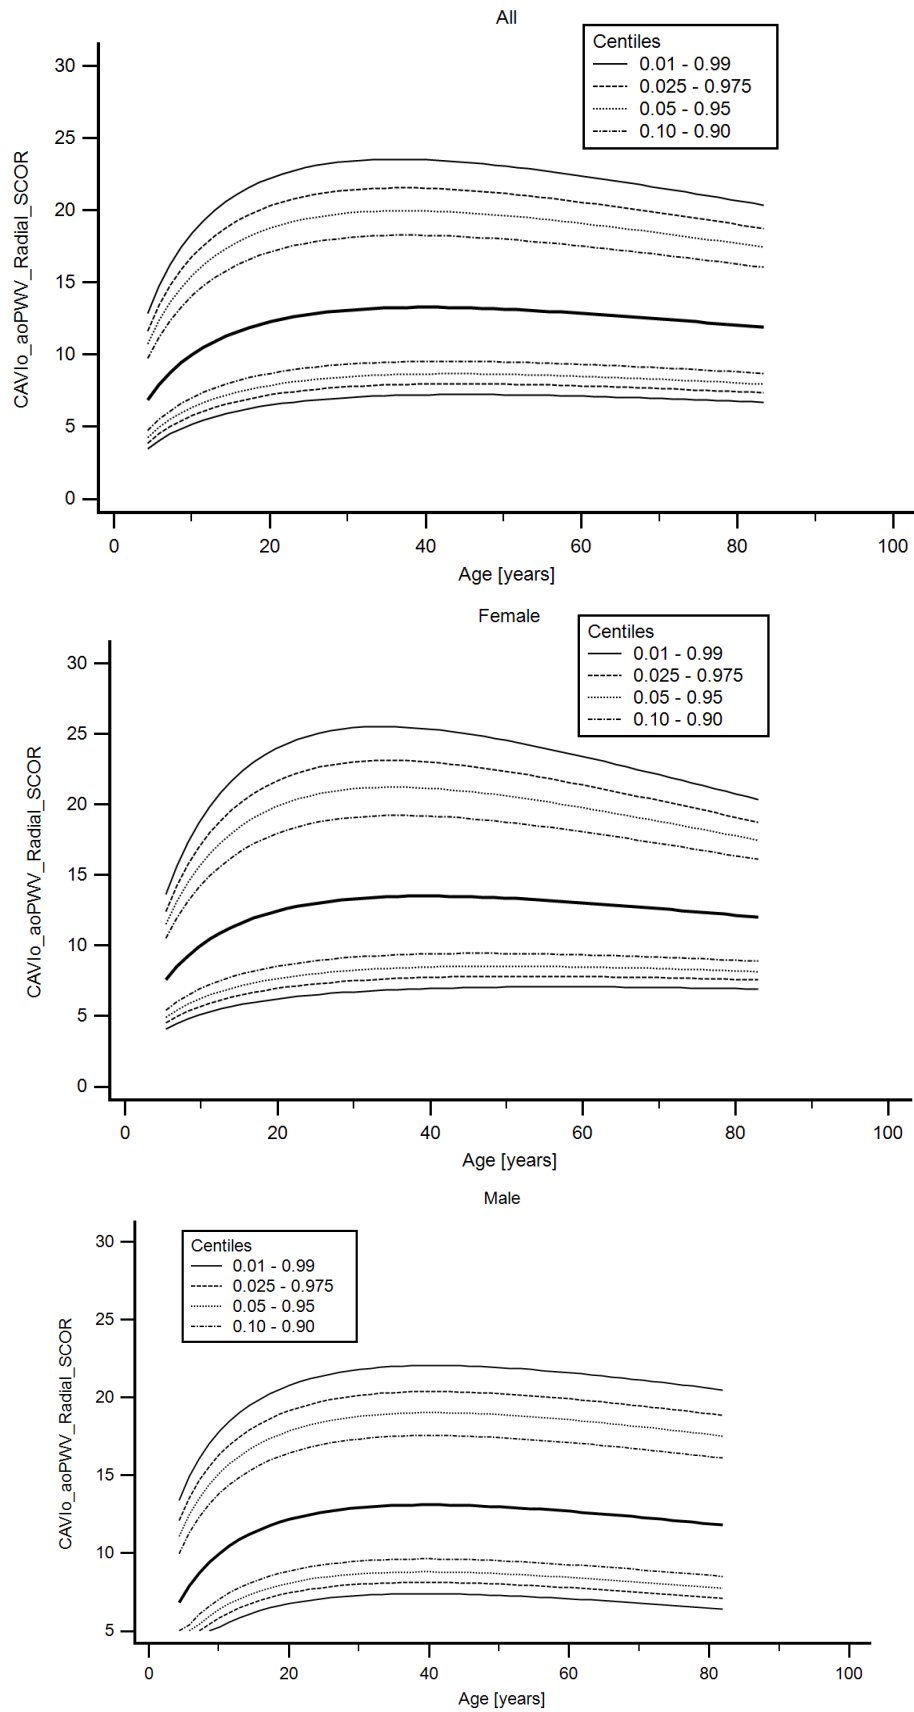 All
Centiles
0.01 - 0.99
0.025 - 0.975
0.05 - 0.95
0.10 - 0.90
30
25
20
15
10
5
0
CAVIo_aoPWV_Radial_SCOR
0 20 40 60 80 100
Age [years]
Female
Centiles
0.01 - 0.99
0.025 - 0.975
0.05 - 0.95
0.10 - 0.90
30
25
20
15
10
5
0
CAVIo_aoPWV_Radial_SCOR
0 20 40 60 80 100
Age [years]
Male
Centiles
0.01 - 0.99
0.025 - 0.975
0.05 - 0.95
0.10 - 0.90
30
25
20
15
10
5
CAVIo_aoPWV_Radial_SCOR
0 20 40 60 80 100
Age [years]